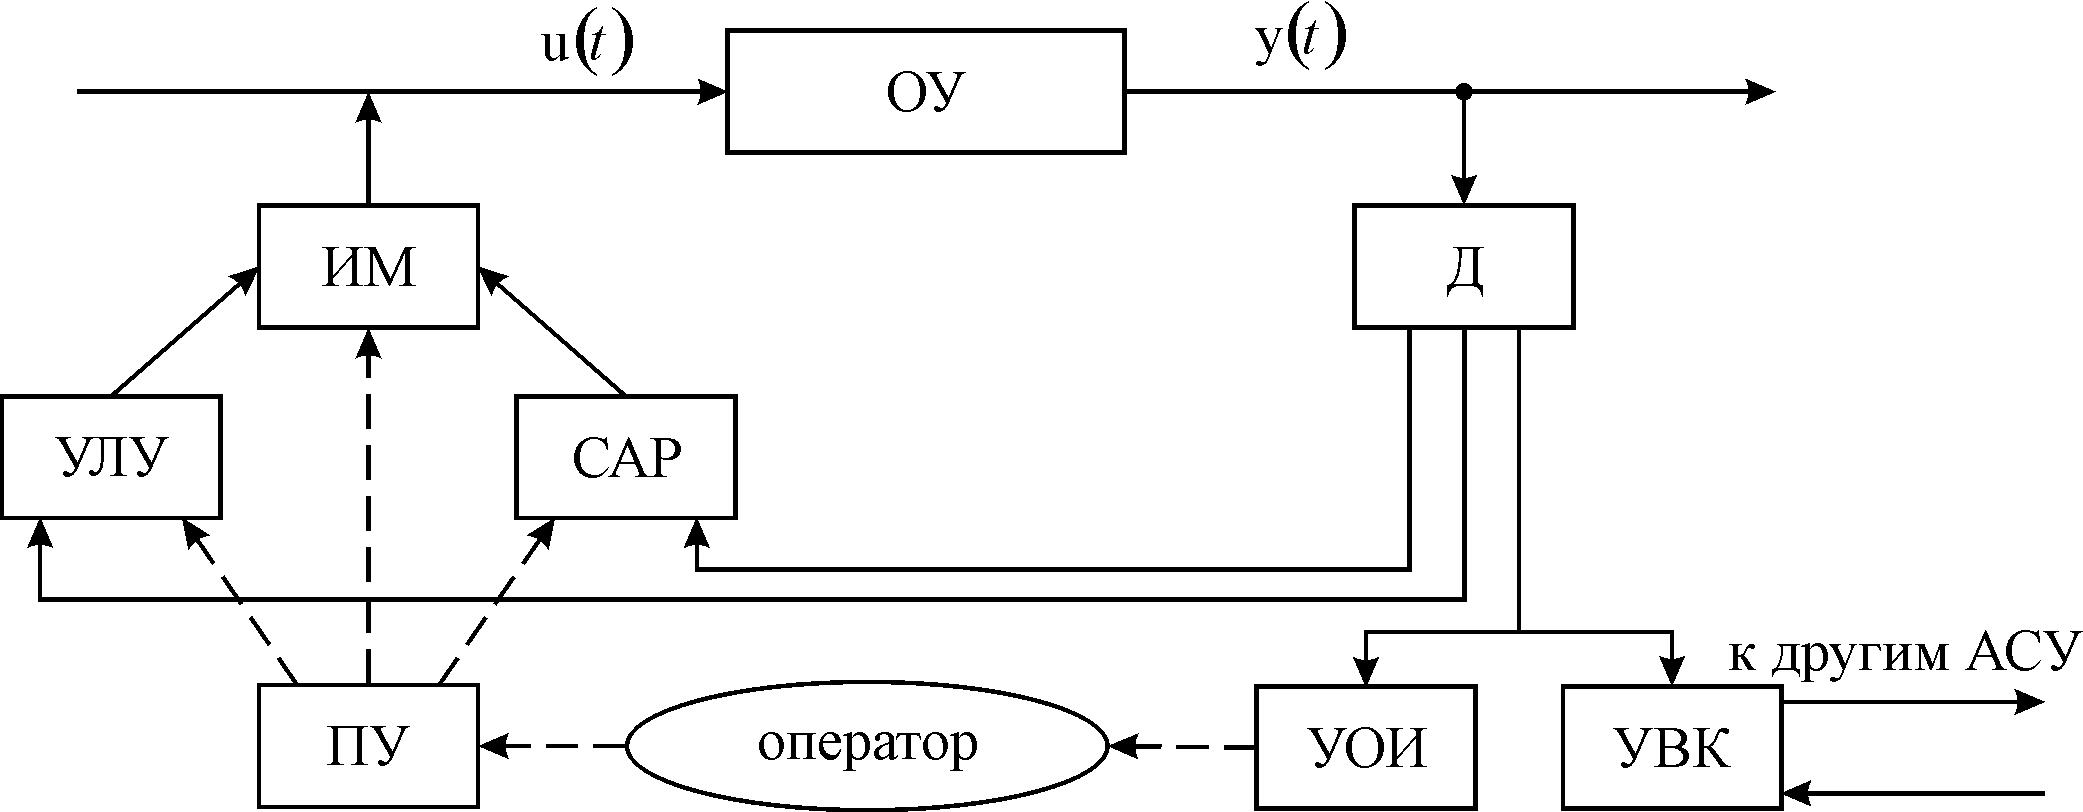 u(t)
y(t)
ОУ
ИМ
Д
УЛУ
САР
к другим АСУ
ПУ
оператор
УОИ
УВК